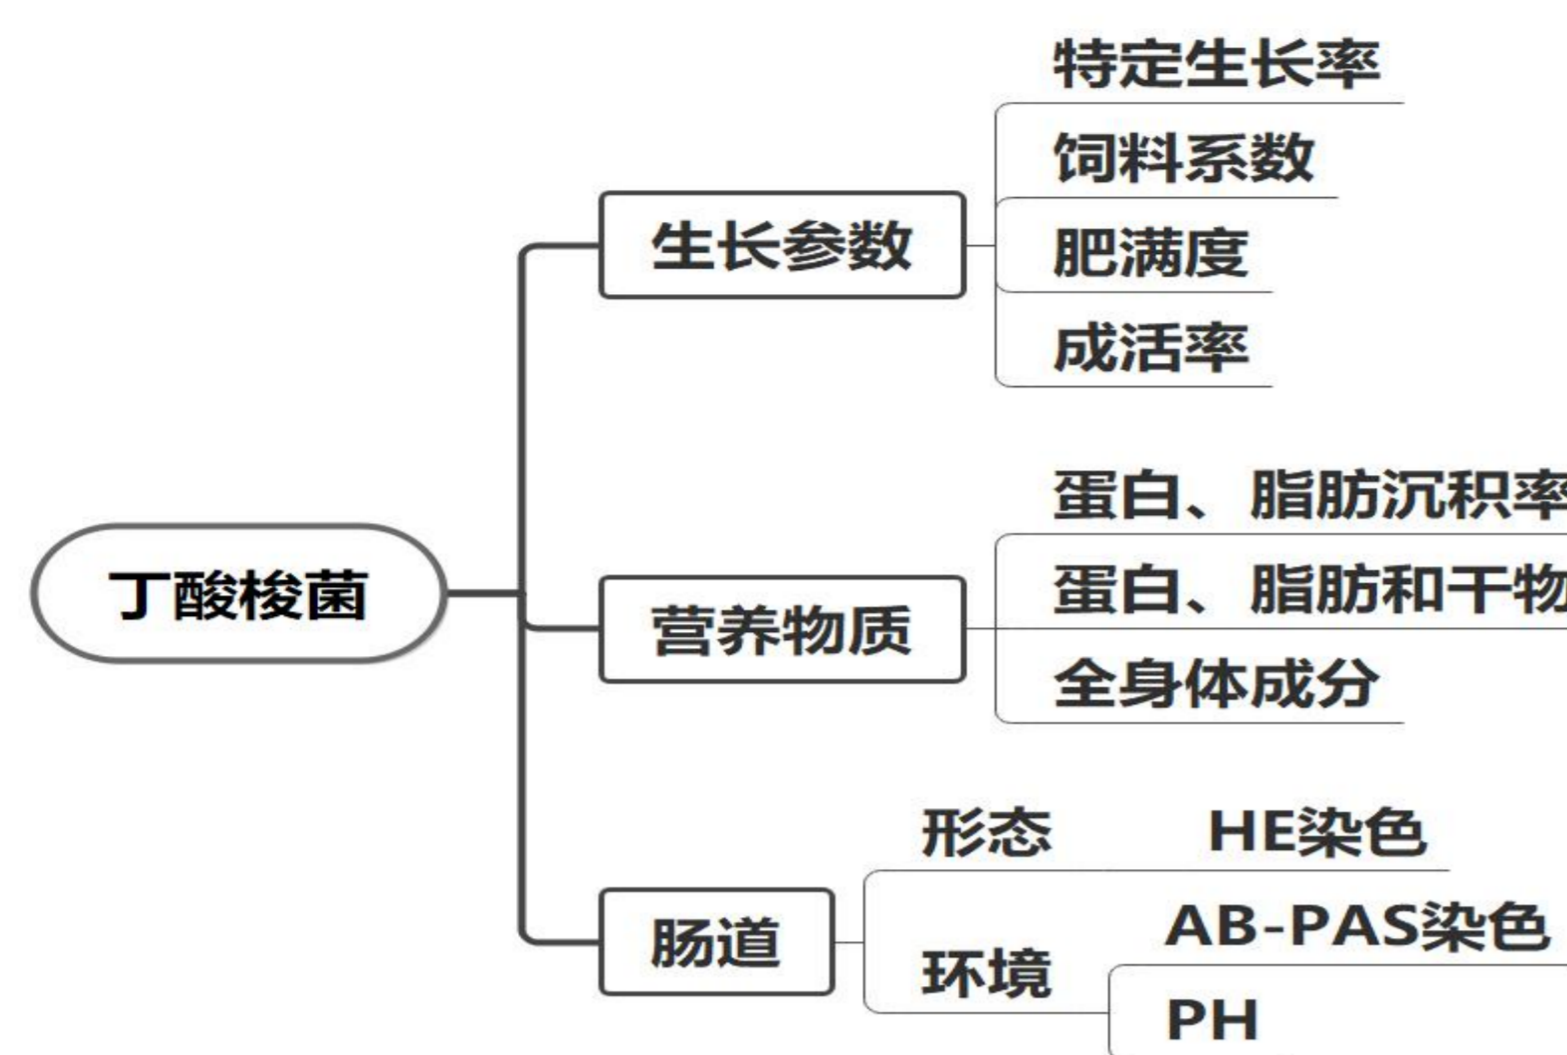 特定生长率
饲料系数
生长参数
肥满度
成活率
蛋白、脂肪沉积率
丁酸梭菌
营养物质
蛋白、脂肪和干物
全身体成分
形态
HE染色
肠道
AB-PAS染色
环境
PH